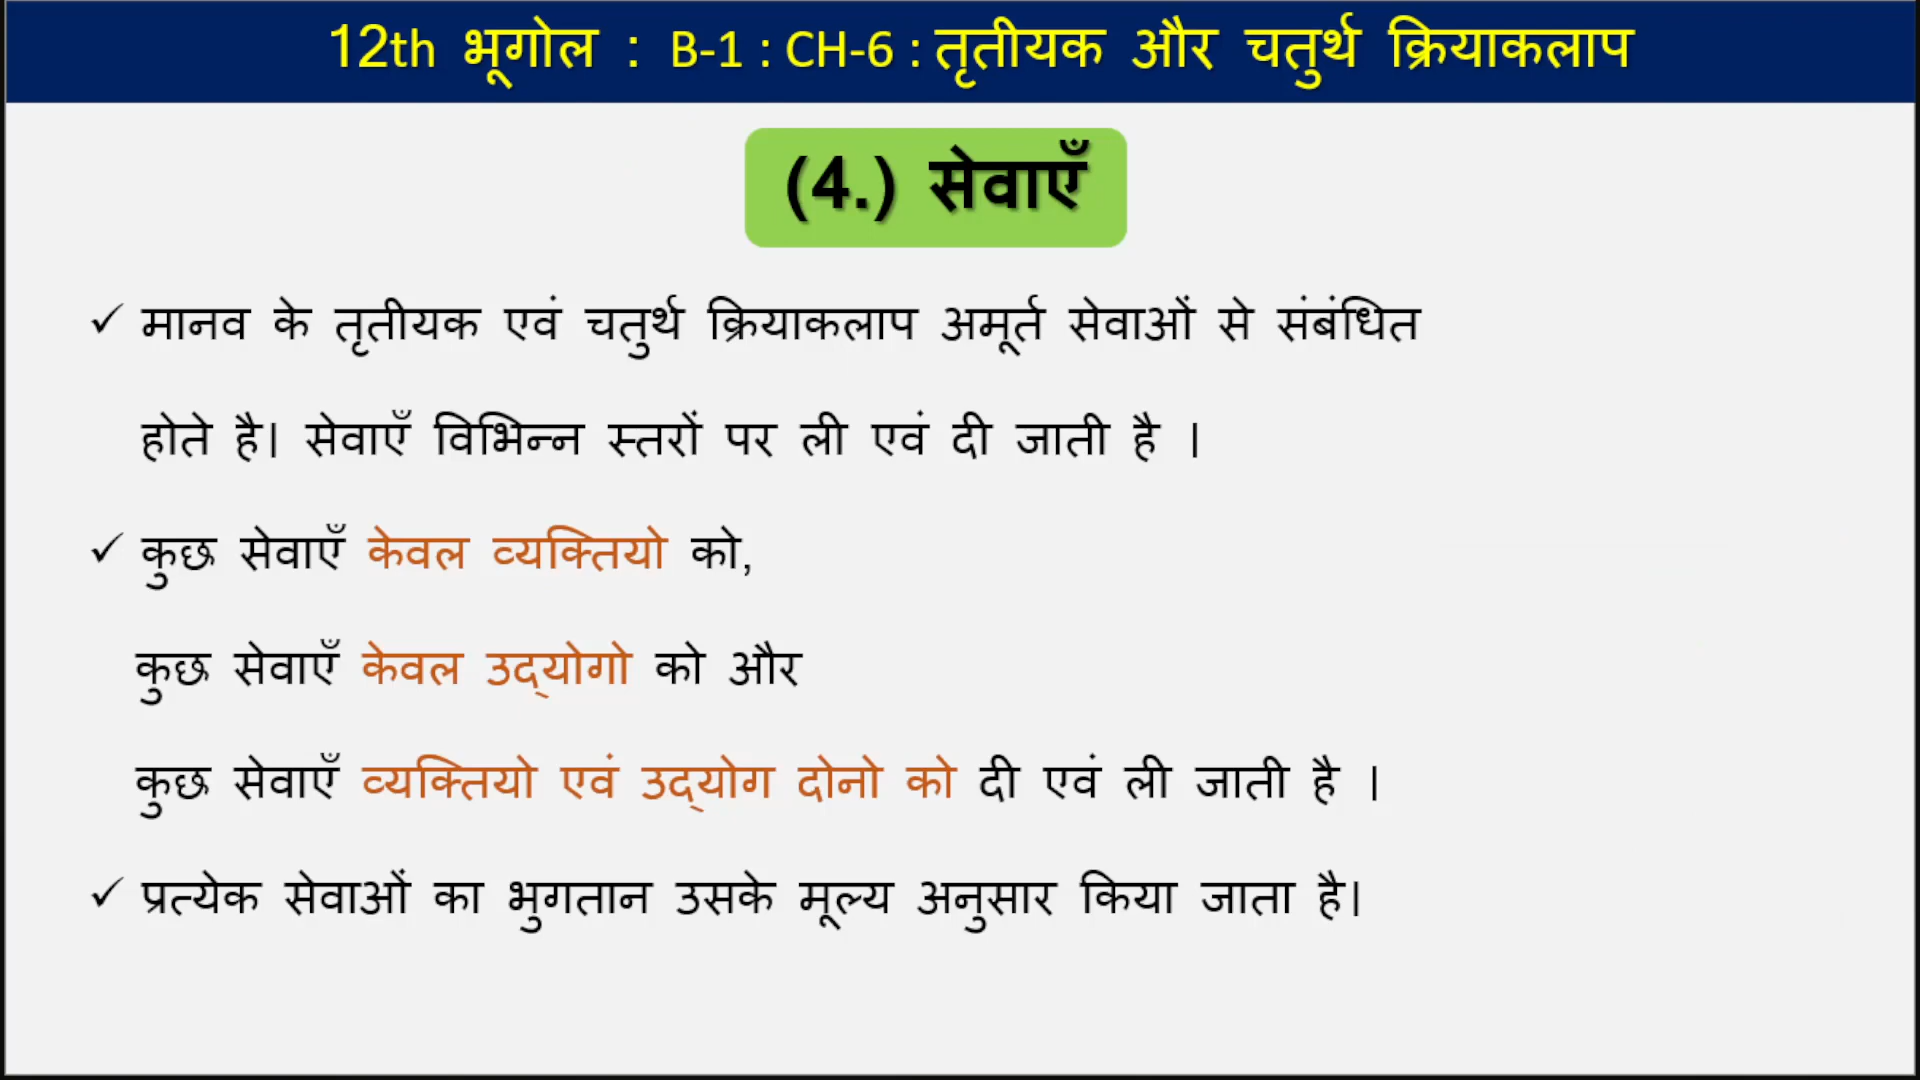 12th भूगोल : B-1 : CH-6 : तृतीयक और चतुर्थ क्रियाकलाप
(4.) सेवाएँ
✓ मानव के तृतीयक एवं चतुर्थ क्रियाकलाप अमूर्त सेवाओं से संबंधित
होते है। सेवाएँ विभिन्न स्तरों पर ली एवं दी जाती है ।
✓ कुछ सेवाएँ केवल व्यक्तियो को,
कुछ सेवाएँ केवल उद्योगो को और
कुछ सेवाएँ व्यक्तियो एवं उद्योग दोनो को दी एवं ली जाती है ।
✓ प्रत्येक सेवाओं का भुगतान उसके मूल्य अनुसार किया जाता है।